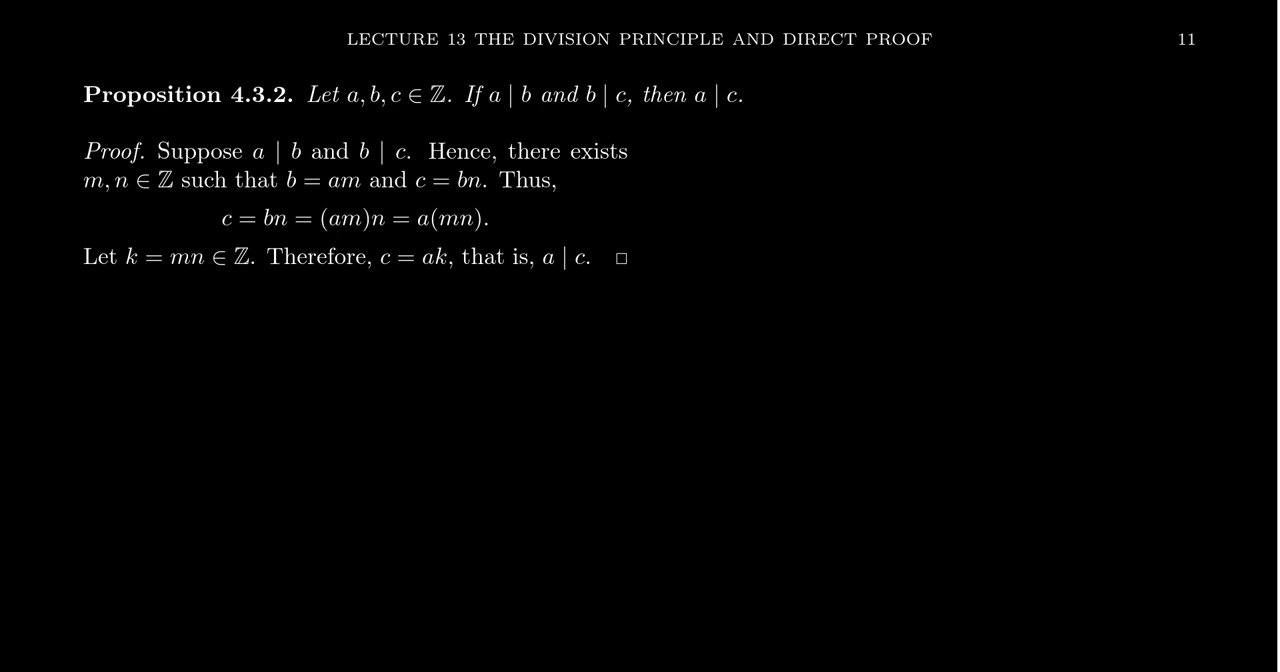 LECTURE 13 THE DIVISION PRINCIPLE AND DIRECT PROOF 11
Proposition 4.3.2. Let a, b, c ∈ ℤ. If a | b and b | c, then a | c.
Proof. Suppose a | b and b | c. Hence, there exists
m, n ∈ ℤ such that b = am and c = bn. Thus,
c = bn = (am)n = a(mn).
Let k = mn ∈ ℤ. Therefore, c = ak, that is, a | c. □